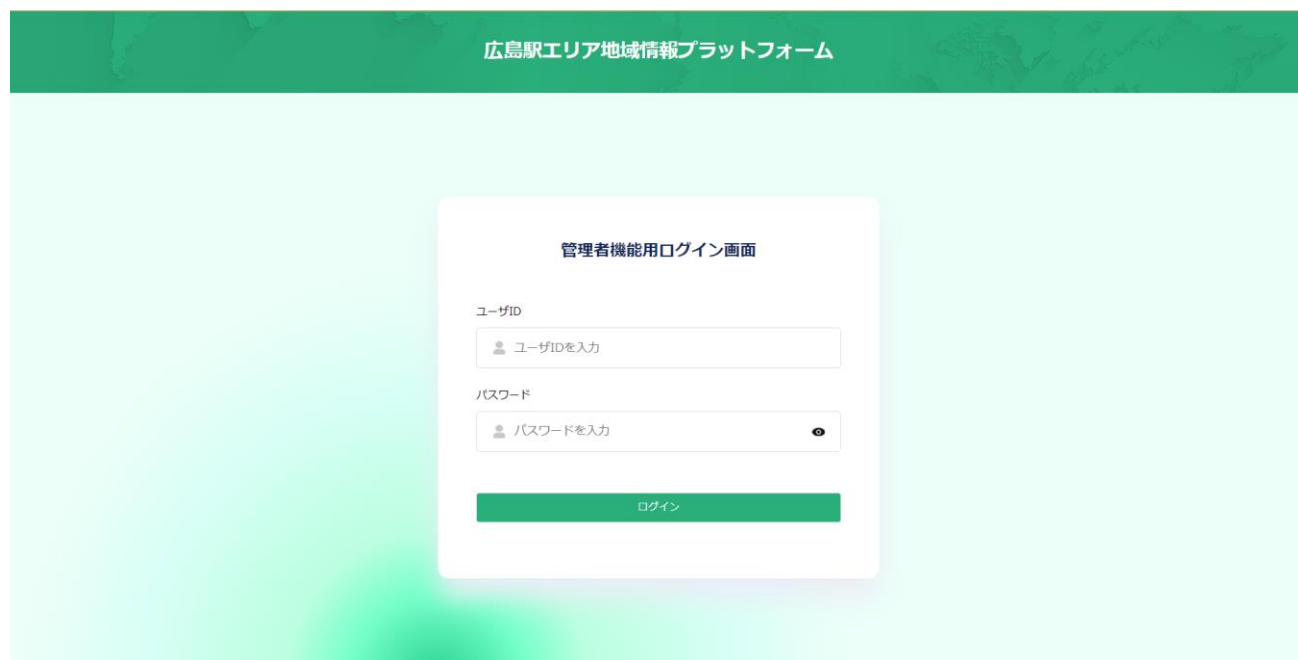 広島駅エリア地域情報プラットフォーム
管理者機能用ログイン画面
ユーザID
ユーザIDを入力
パスワード
パスワードを入力
ログイン